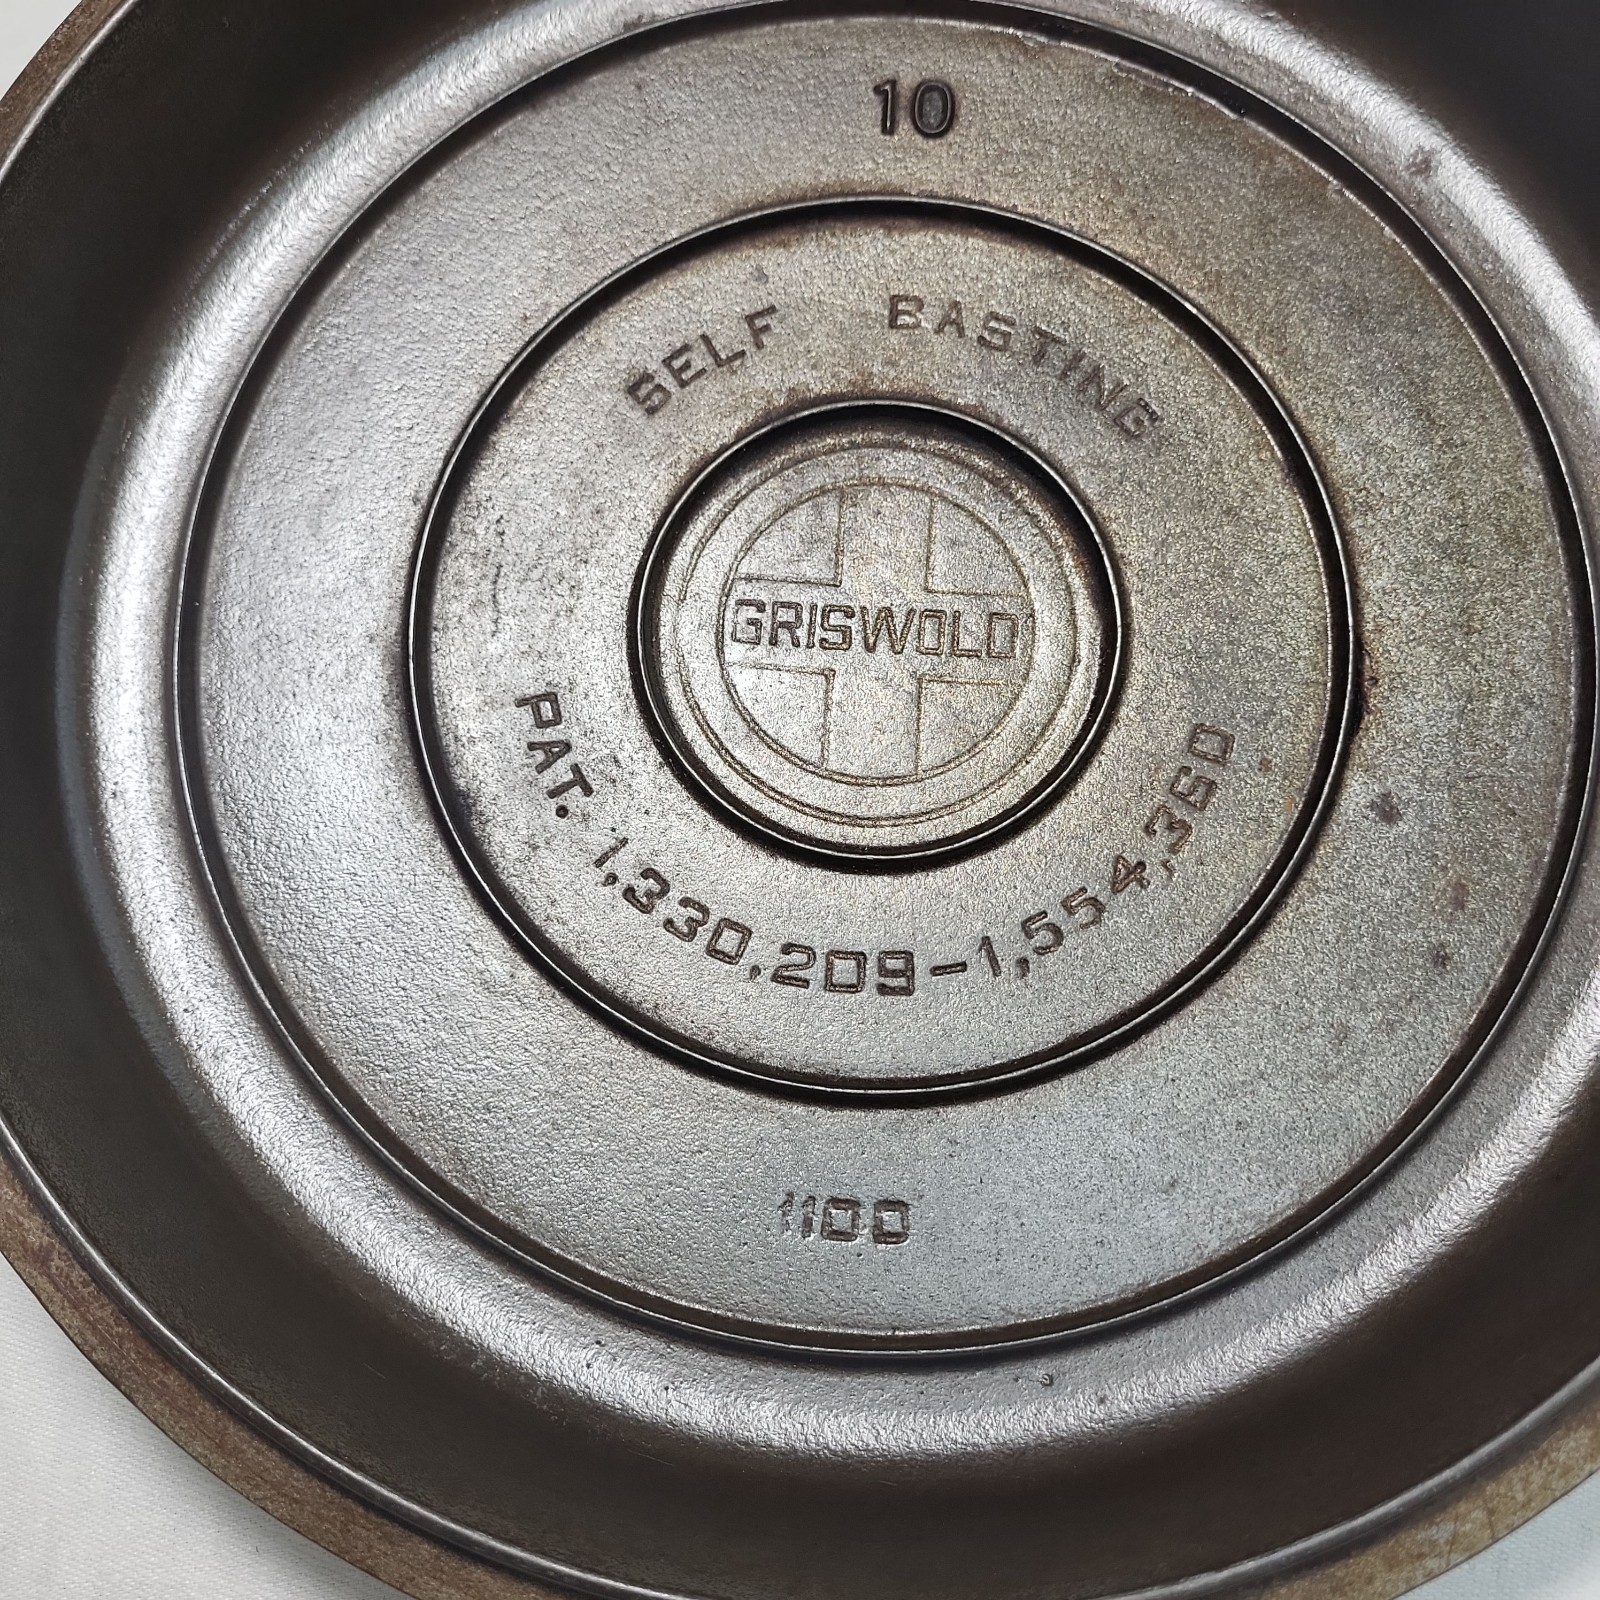 10
SELF BASTING
GRISWOLD
PAT. 1,330,209-1,554,360
1100